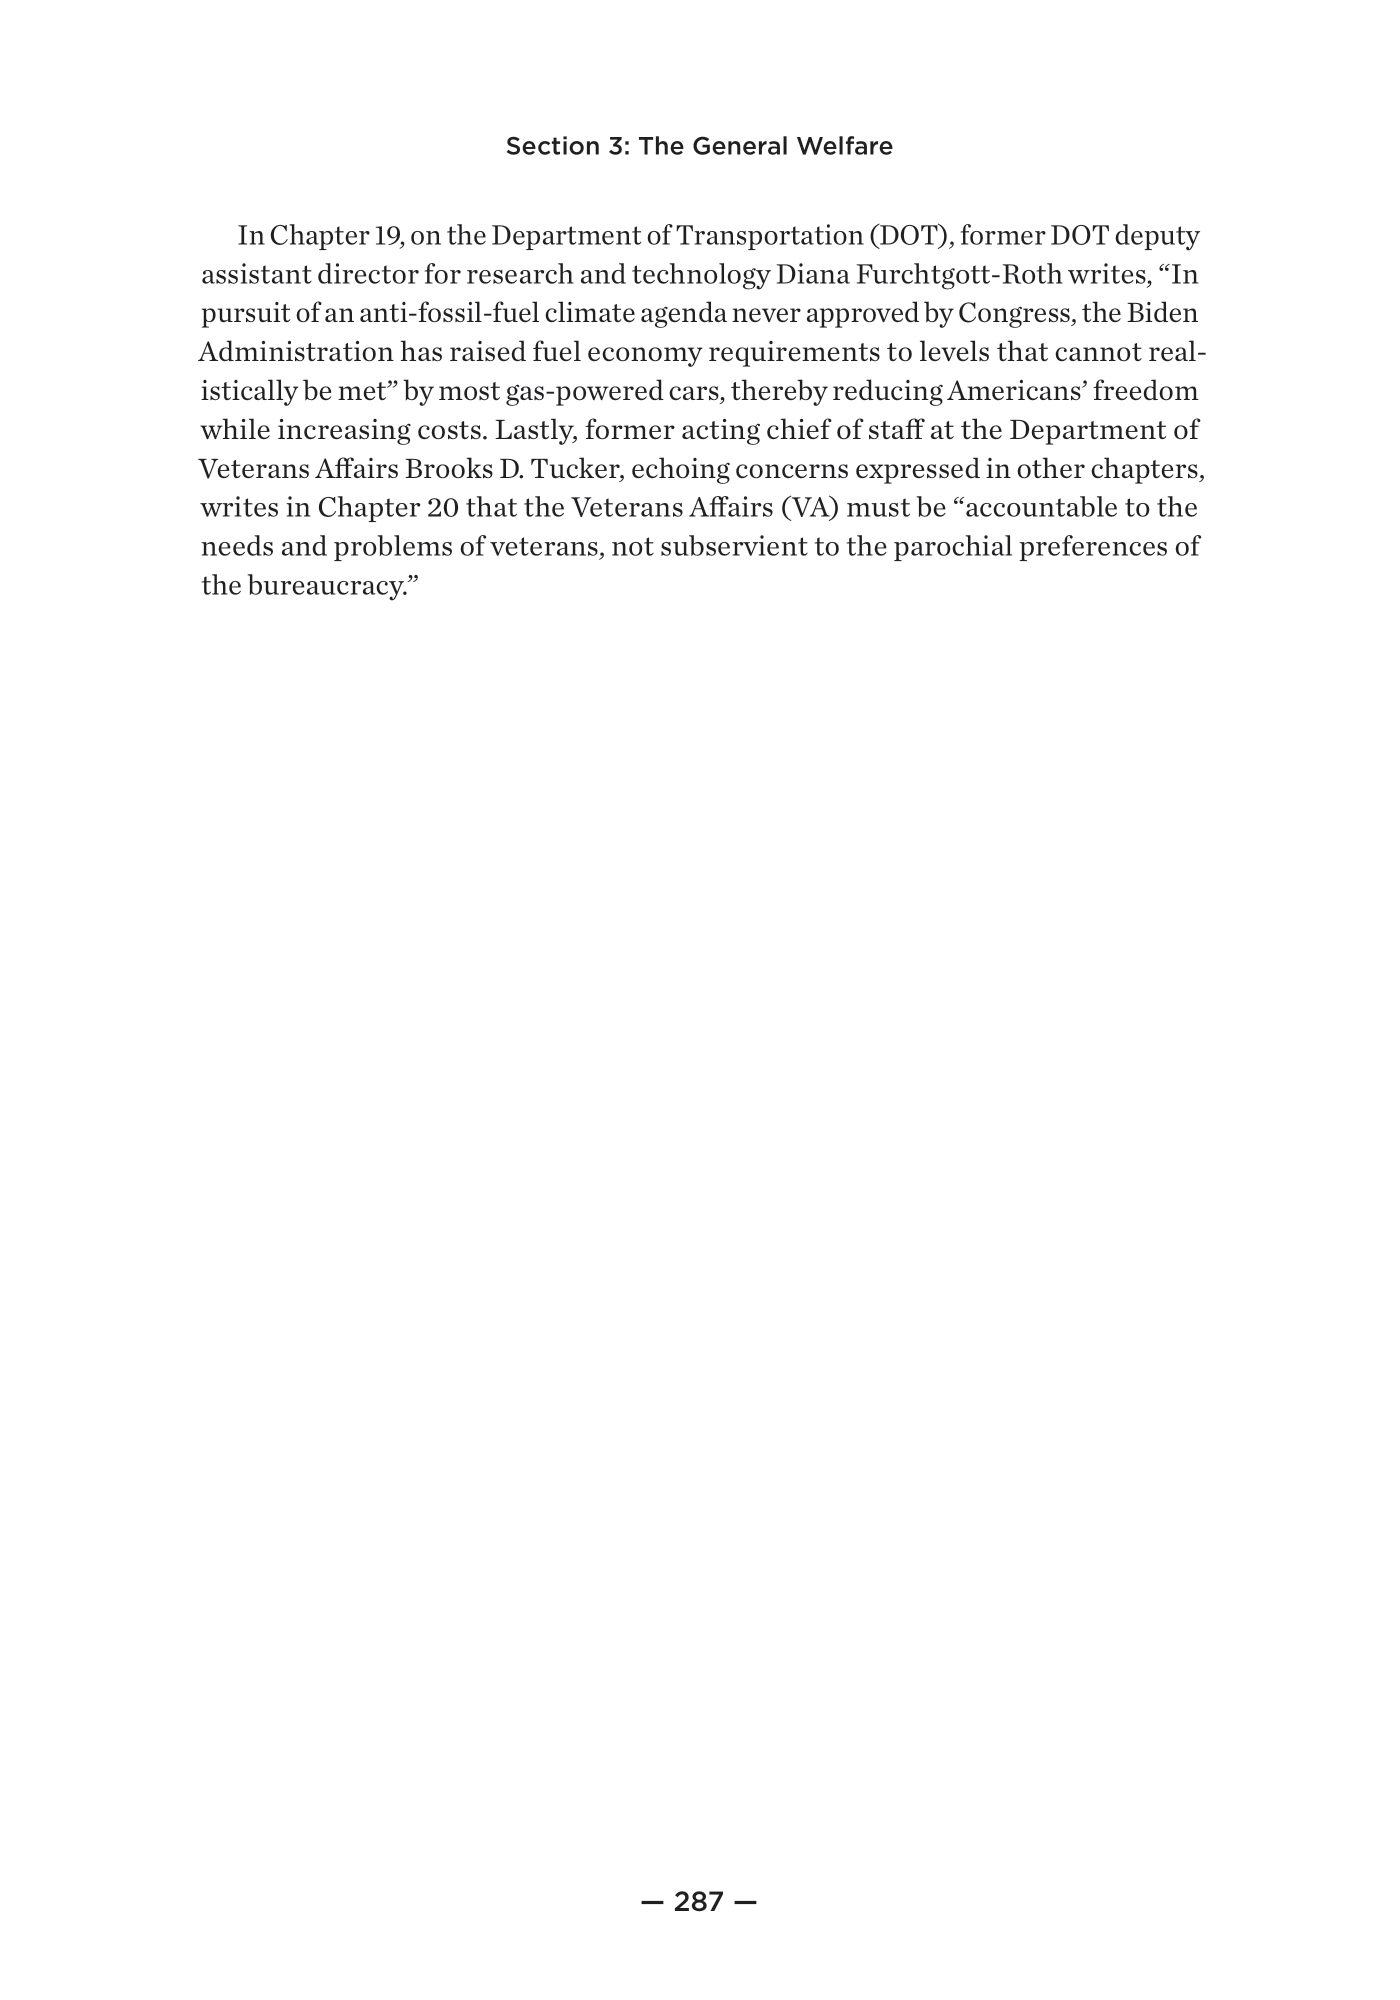 Section 3: The General Welfare
In Chapter 19, on the Department of Transportation (DOT), former DOT deputy
assistant director for research and technology Diana Furchtgott-Roth writes, “In
pursuit of an anti-fossil-fuel climate agenda never approved by Congress, the Biden
Administration has raised fuel economy requirements to levels that cannot real-
istically be met” by most gas-powered cars, thereby reducing Americans’ freedom
while increasing costs. Lastly, former acting chief of staff at the Department of
Veterans Affairs Brooks D. Tucker, echoing concerns expressed in other chapters,
writes in Chapter 20 that the Veterans Affairs (VA) must be “accountable to the
needs and problems of veterans, not subservient to the parochial preferences of
the bureaucracy.”
— 287 —